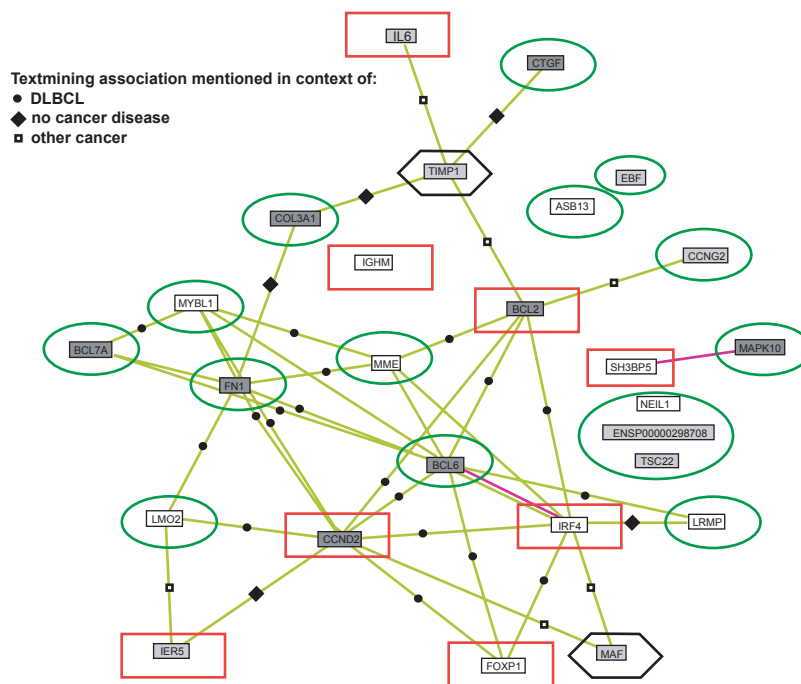 IL6
CTGF
Textmining association mentioned in context of:
DLBCL
no cancer disease
other cancer
TIMP1
EBF
ASB13
COL3A1
CCNG2
IGHM
MYBL1
BCL2
BCL7A
MAPK10
MME
SH3BP5
FN1
NEIL1
ENSP00000298708
TSC22
BCL6
LMO2
LRMP
IRF4
CCND2
IER5
MAF
FOXP1